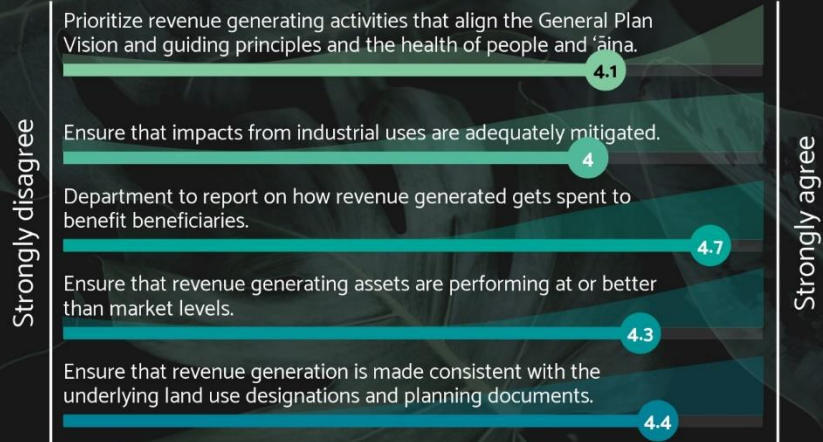 Prioritize revenue generating activities that align the General Plan
Vision and guiding principles and the health of people and ‘āina.
4.1
Ensure that impacts from industrial uses are adequately mitigated.
4
Department to report on how revenue generated gets spent to
benefit beneficiaries.
4.7
Ensure that revenue generating assets are performing at or better
than market levels.
4.3
Ensure that revenue generation is made consistent with the
underlying land use designations and planning documents.
4.4
Strongly disagree
Strongly agree